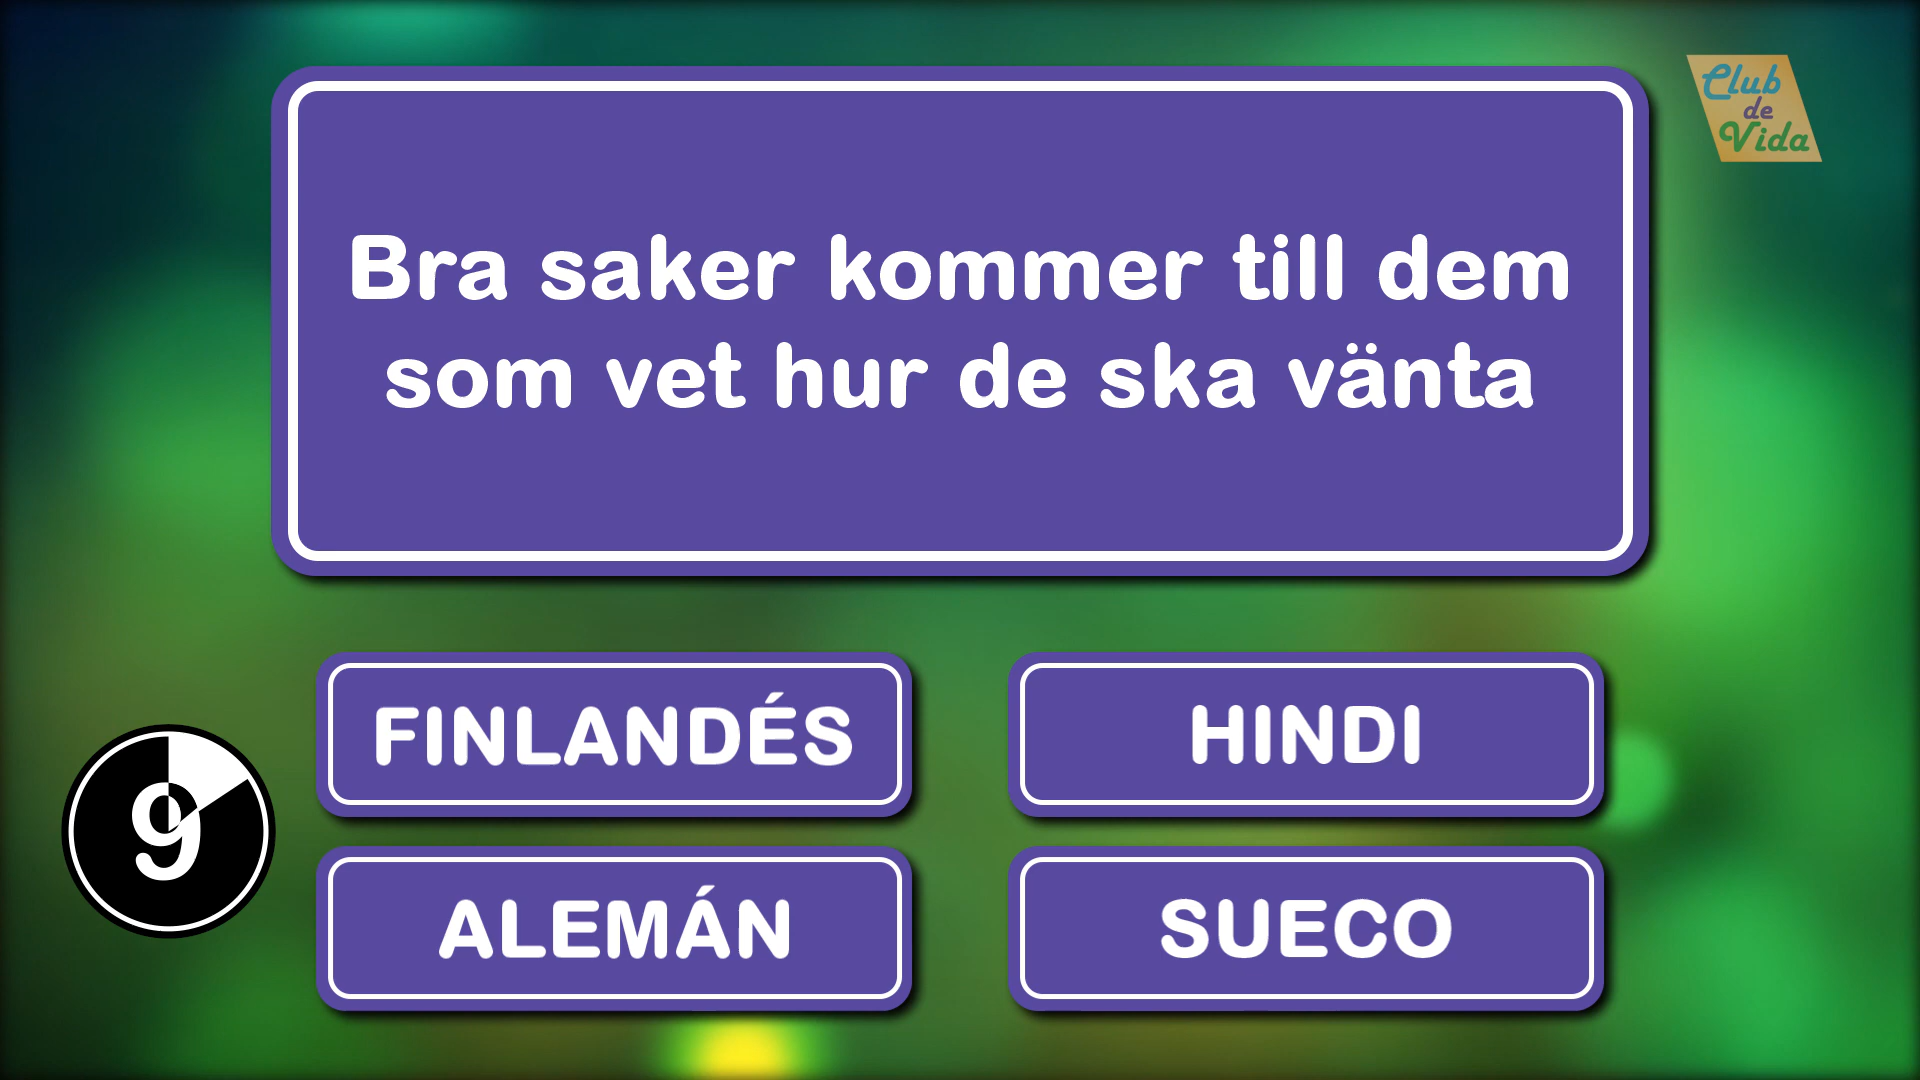 Club
de
Vida
Bra saker kommer till dem
som vet hur de ska vänta
FINLANDÉS
HINDI
9
ALEMÁN
SUECO